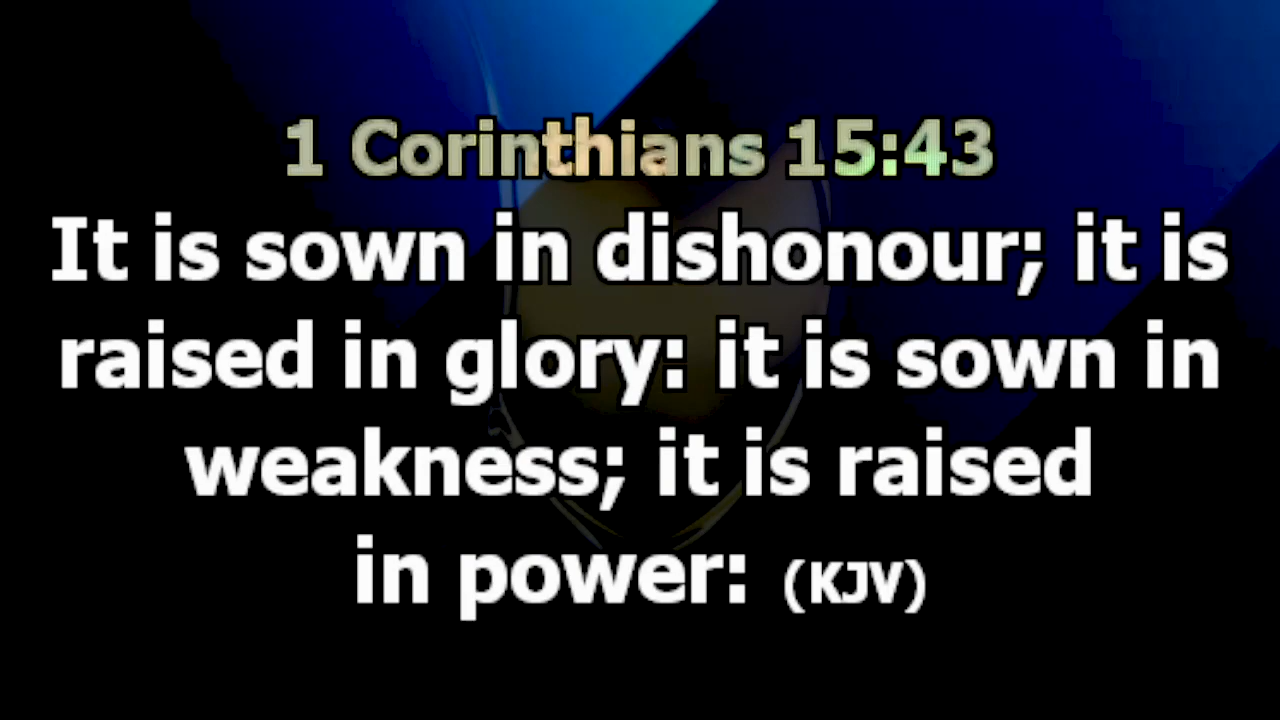 1 Corinthians 15:43
It is sown in dishonour; it is
raised in glory: it is sown in
weakness; it is raised
in power: (KJV)